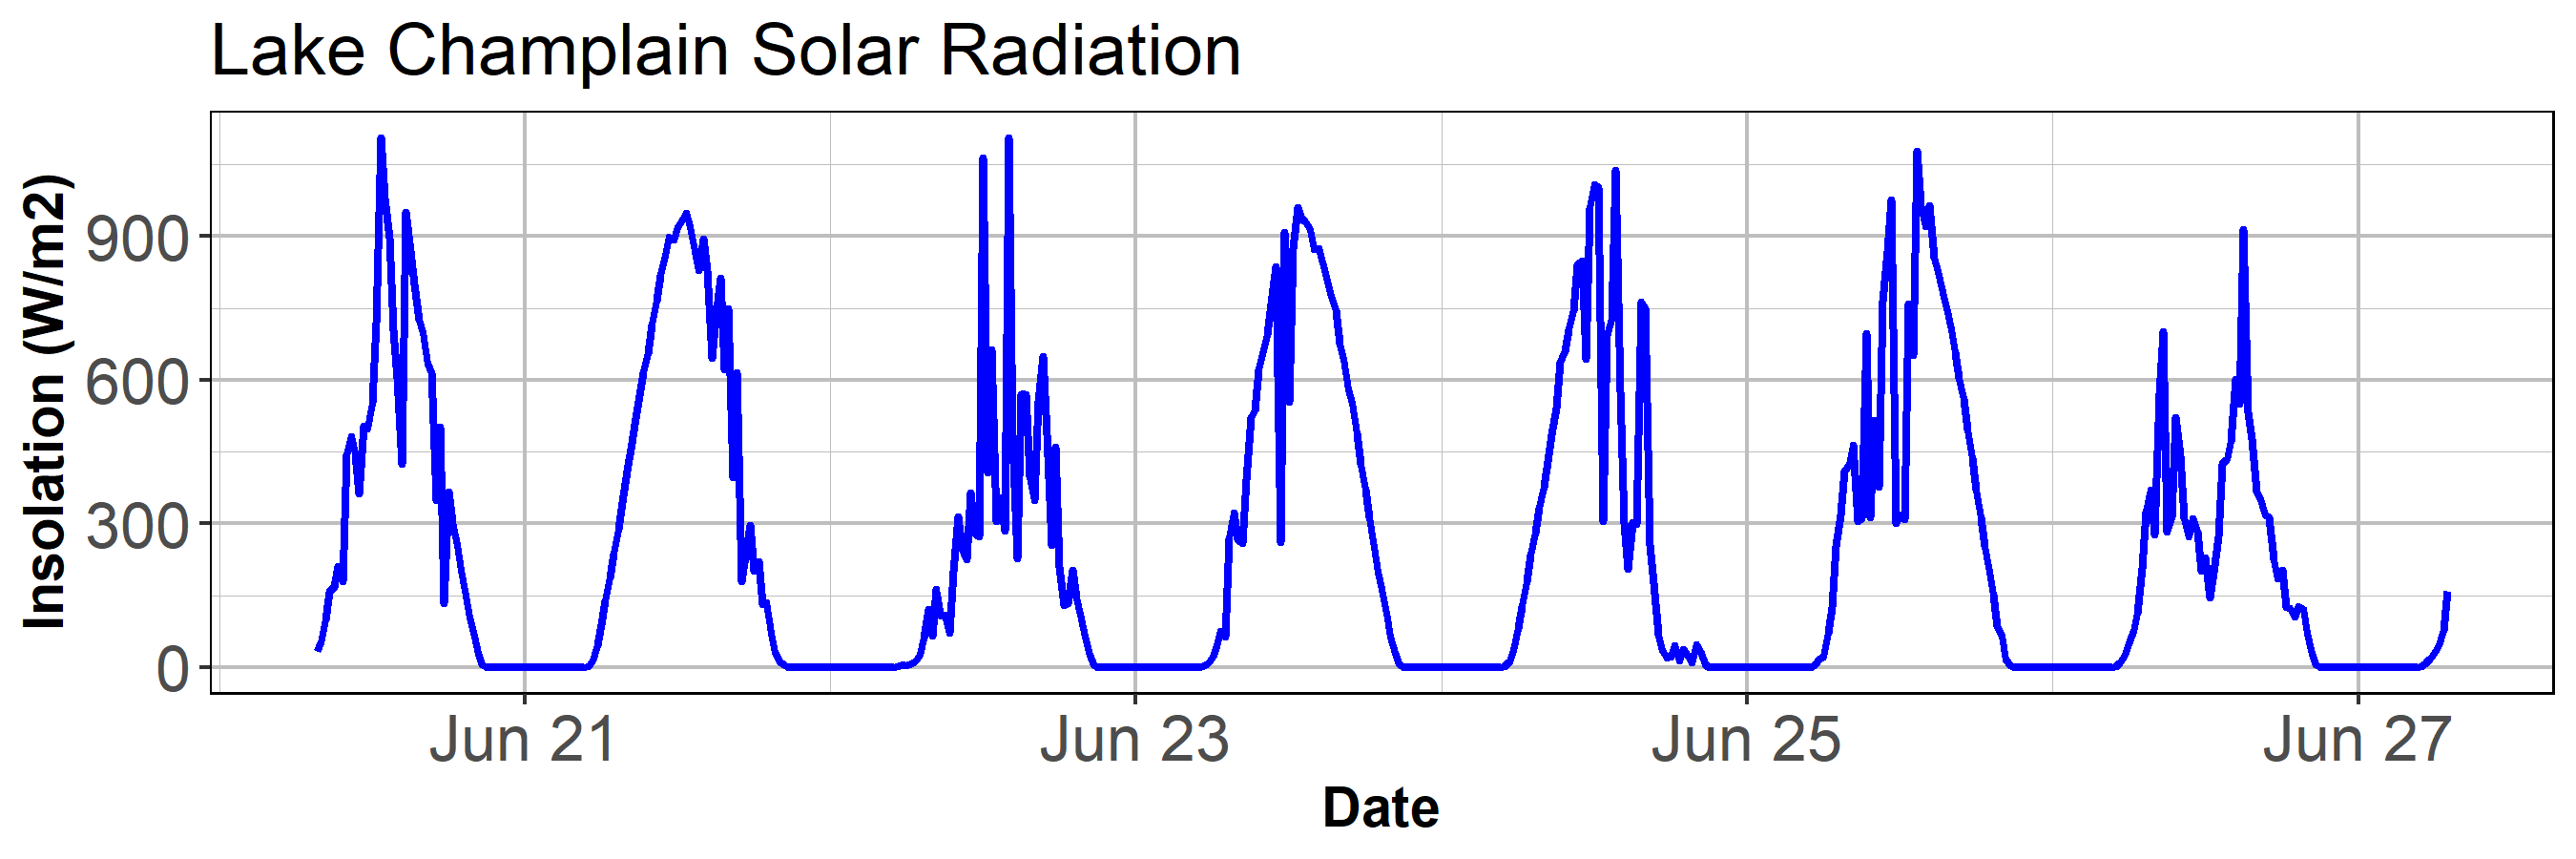 Lake Champlain Solar Radiation
Insolation (W/m2)
900
600
300
0
Jun 21
Jun 23
Jun 25
Jun 27
Date